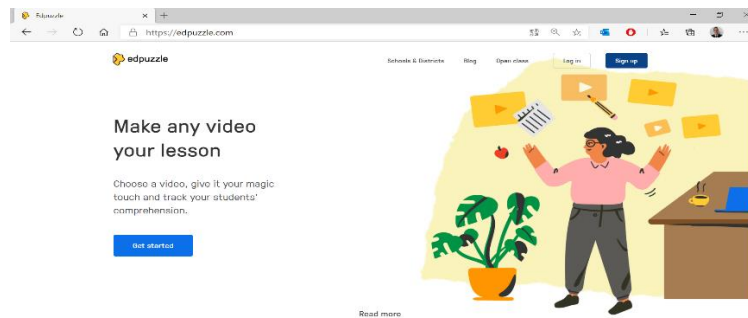 Edpuzzle
https://edpuzzle.com
edpuzzle
Schools & Districts Blog Open class Log in Sign up
Make any video
your lesson
Choose a video, give it your magic
touch and track your students'
comprehension.
Get started
Read more